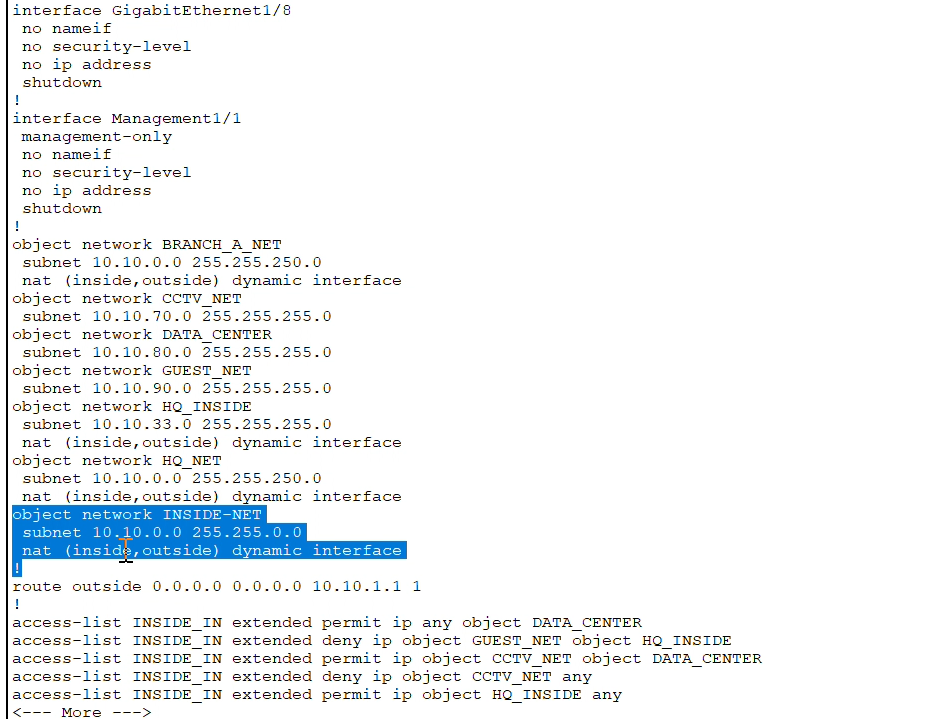 interface GigabitEthernet1/8
no nameif
no security-level
no ip address
shutdown
!
interface Management1/1
management-only
no nameif
no security-level
no ip address
shutdown
!
object network BRANCH_A_NET
subnet 10.10.0.0 255.255.250.0
nat (inside,outside) dynamic interface
object network CCTV_NET
subnet 10.10.70.0 255.255.255.0
object network DATA_CENTER
subnet 10.10.80.0 255.255.255.0
object network GUEST_NET
subnet 10.10.90.0 255.255.255.0
object network HQ_INSIDE
subnet 10.10.33.0 255.255.255.0
nat (inside,outside) dynamic interface
object network HQ_NET
subnet 10.10.0.0 255.255.250.0
nat (inside,outside) dynamic interface
object network INSIDE-NET
subnet 10.10.0.0 255.255.0.0
nat (inside,outside) dynamic interface
!
route outside 0.0.0.0 0.0.0.0 10.10.1.1 1
!
access-list INSIDE_IN extended permit ip any object DATA_CENTER
access-list INSIDE_IN extended deny ip object GUEST_NET object HQ_INSIDE
access-list INSIDE_IN extended permit ip object CCTV_NET object DATA_CENTER
access-list INSIDE_IN extended deny ip object CCTV_NET any
access-list INSIDE_IN extended permit ip object HQ_INSIDE any
<--- More --->